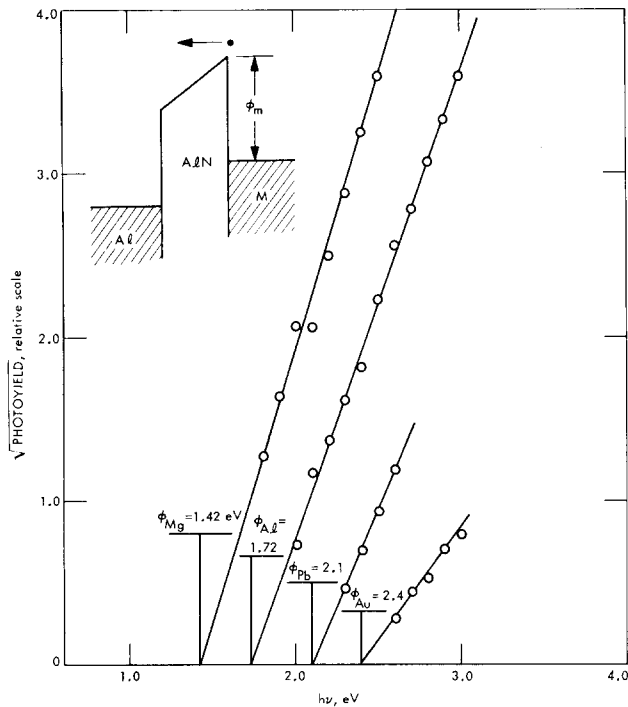 4.0
3.0
2.0
1.0
0
√PHOTOYIELD, relative scale
ϕm
AlN
Al
M
ϕMg=1.42 eV
ϕAl=
1.72
ϕPb=2.1
ϕAu=2.4
1.0
2.0
3.0
4.0
hν, eV